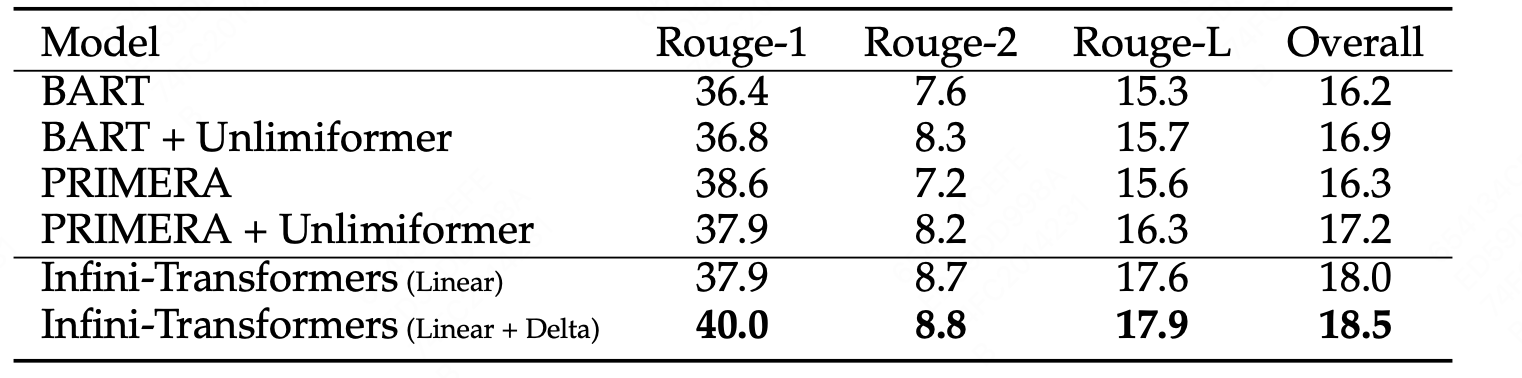 Model Rouge-1 Rouge-2 Rouge-L Overall
BART 36.4 7.6 15.3 16.2
BART + Unlimiformer 36.8 8.3 15.7 16.9
PRIMERA 38.6 7.2 15.6 16.3
PRIMERA + Unlimiformer 37.9 8.2 16.3 17.2
Infini-Transformers (Linear) 37.9 8.7 17.6 18.0
Infini-Transformers (Linear + Delta) 40.0 8.8 17.9 18.5